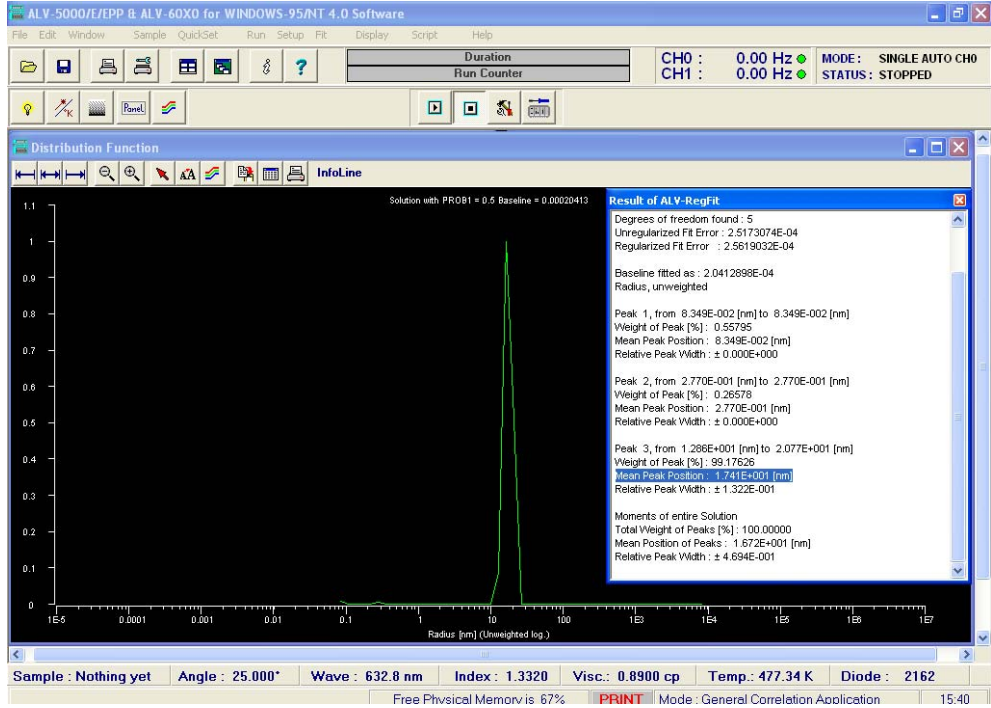 ALV-5000/E/EPP & ALV-60X0 for WINDOWS-95/NT 4.0 Software
File Edit Window Sample QuickSet Run Setup Fit Display Script Help
Duration
Run Counter
CH0 : 0.00 Hz
CH1 : 0.00 Hz
MODE : SINGLE AUTO CH0
STATUS : STOPPED
Panel
Distribution Function
InfoLine
Solution with PROB1 = 0.5 Baseline = 0.00020413
1.1
1
0.9
0.8
0.7
0.6
0.5
0.4
0.3
0.2
0.1
0
1E-5 0.0001 0.001 0.01 0.1 1 10 100 1E3 1E4 1E5 1E6 1E7
Radius [nm] (Unweighted log.)
Result of ALV-RegFit
Degrees of freedom found : 5
Unregularized Fit Error : 2.5173074E-04
Regularized Fit Error : 2.5619032E-04
Baseline fitted as : 2.0412898E-04
Radius, unweighted
Peak 1, from 8.349E-002 [nm] to 8.349E-002 [nm]
Weight of Peak [%] : 0.55795
Mean Peak Position : 8.349E-002 [nm]
Relative Peak Width : ± 0.000E+000
Peak 2, from 2.770E-001 [nm] to 2.770E-001 [nm]
Weight of Peak [%] : 0.26578
Mean Peak Position : 2.770E-001 [nm]
Relative Peak Width : ± 0.000E+000
Peak 3, from 1.286E+001 [nm] to 2.077E+001 [nm]
Weight of Peak [%] : 99.17626
Mean Peak Position : 1.741E+001 [nm]
Relative Peak Width : ± 1.322E-001
Moments of entire Solution
Total Weight of Peaks [%] : 100.00000
Mean Position of Peaks : 1.672E+001 [nm]
Relative Peak Width : ± 4.694E-001
Sample : Nothing yet Angle : 25.000° Wave : 632.8 nm Index : 1.3320 Visc.: 0.8900 cp Temp.: 477.34 K Diode : 2162
Free Physical Memory is 67% PRINT Mode : General Correlation Application 15:40